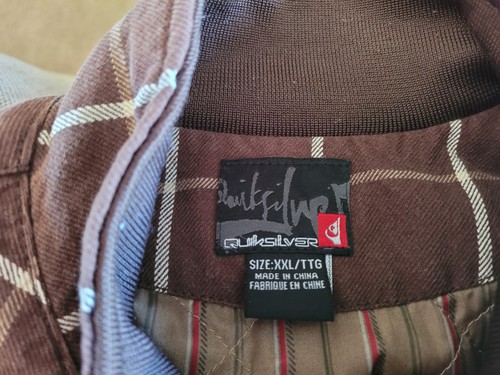 Quiksilver
QUIKSILVER
SIZE:XXL/TTG
MADE IN CHINA
FABRIQUE EN CHINE